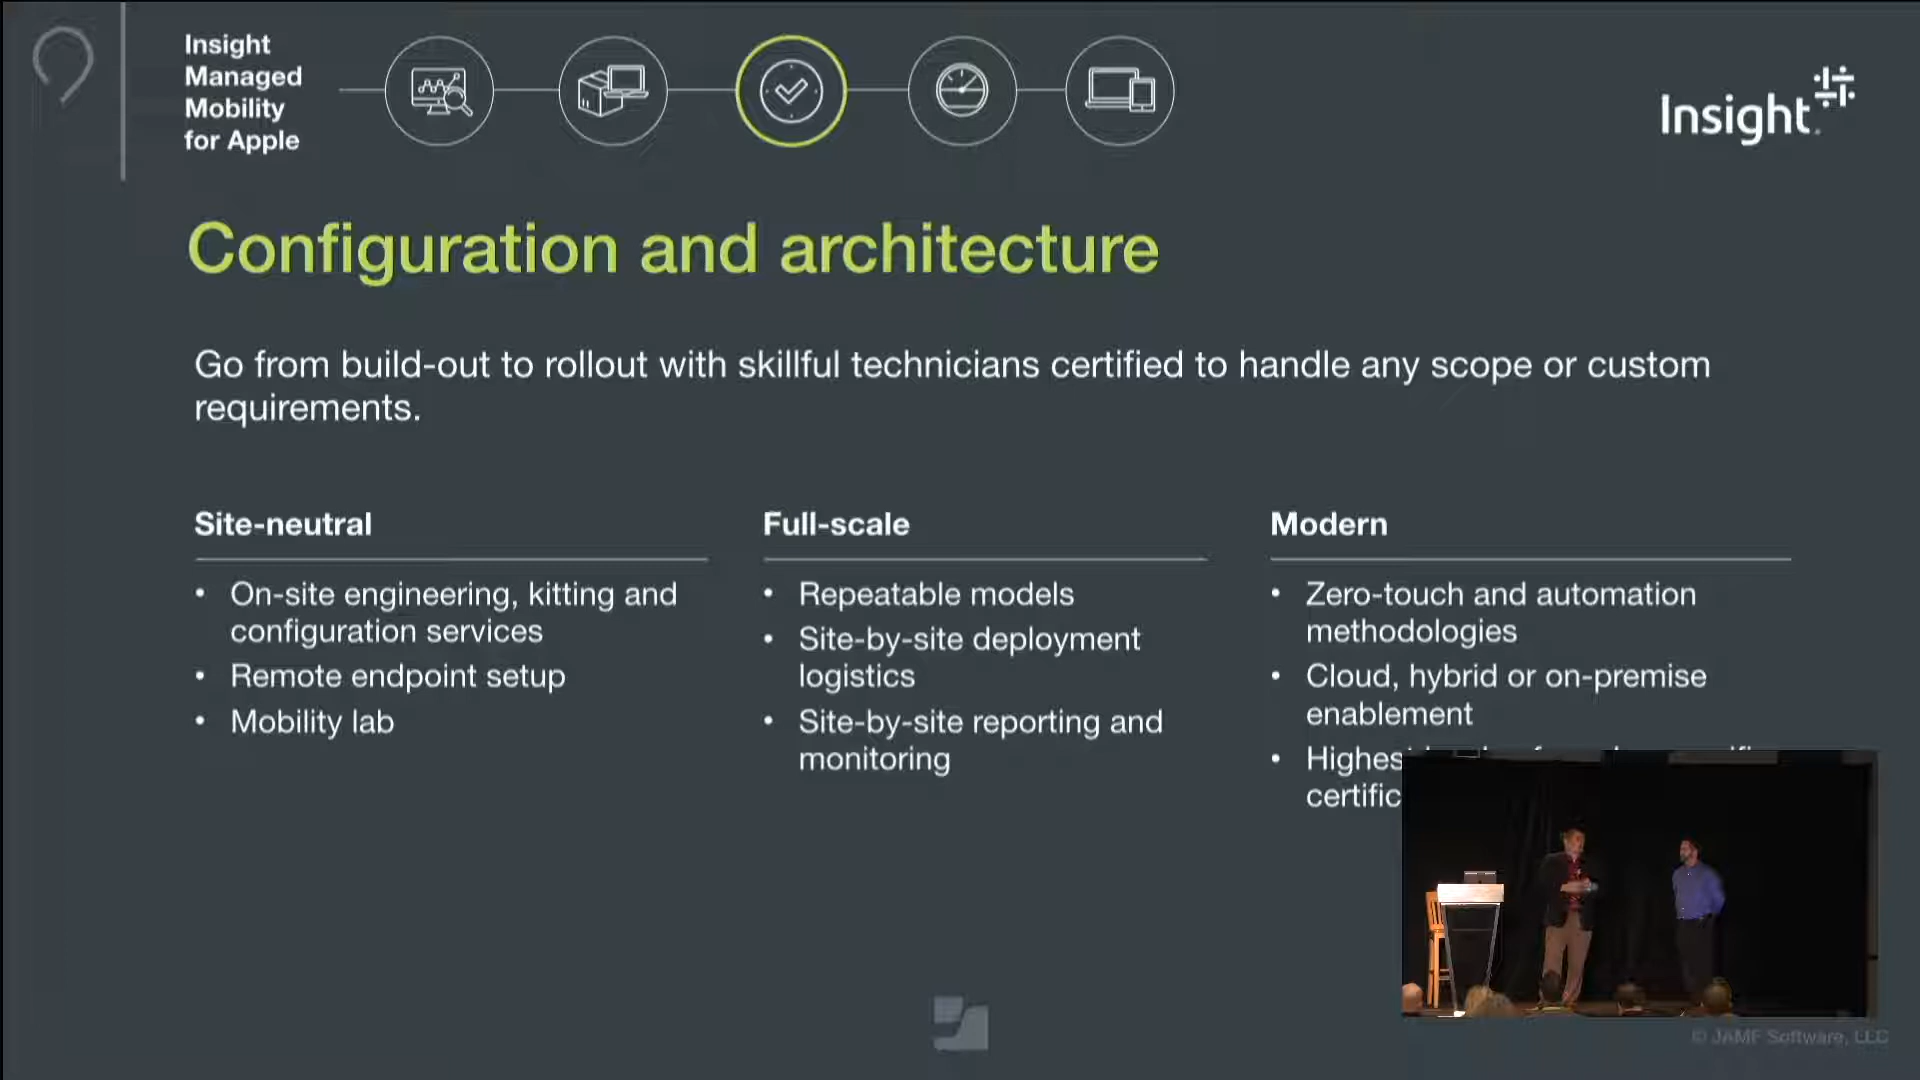 Insight
Managed
Mobility
for Apple
Insight
Configuration and architecture
Go from build-out to rollout with skillful technicians certified to handle any scope or custom
requirements.
Site-neutral
• On-site engineering, kitting and
configuration services
• Remote endpoint setup
• Mobility lab
Full-scale
• Repeatable models
• Site-by-site deployment
logistics
• Site-by-site reporting and
monitoring
Modern
• Zero-touch and automation
methodologies
• Cloud, hybrid or on-premise
enablement
© JAMF Software, LLC